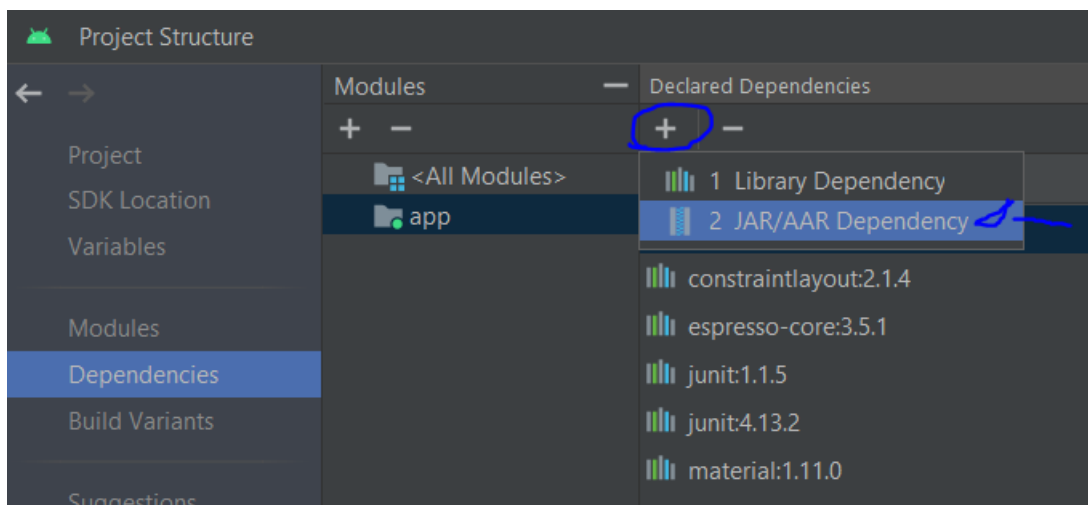 Project Structure
Project
SDK Location
Variables
Modules
Dependencies
Build Variants
Suggestions
Modules
<All Modules>
app
Declared Dependencies
1 Library Dependency
2 JAR/AAR Dependency
constraintlayout:2.1.4
espresso-core:3.5.1
junit:1.1.5
junit:4.13.2
material:1.11.0